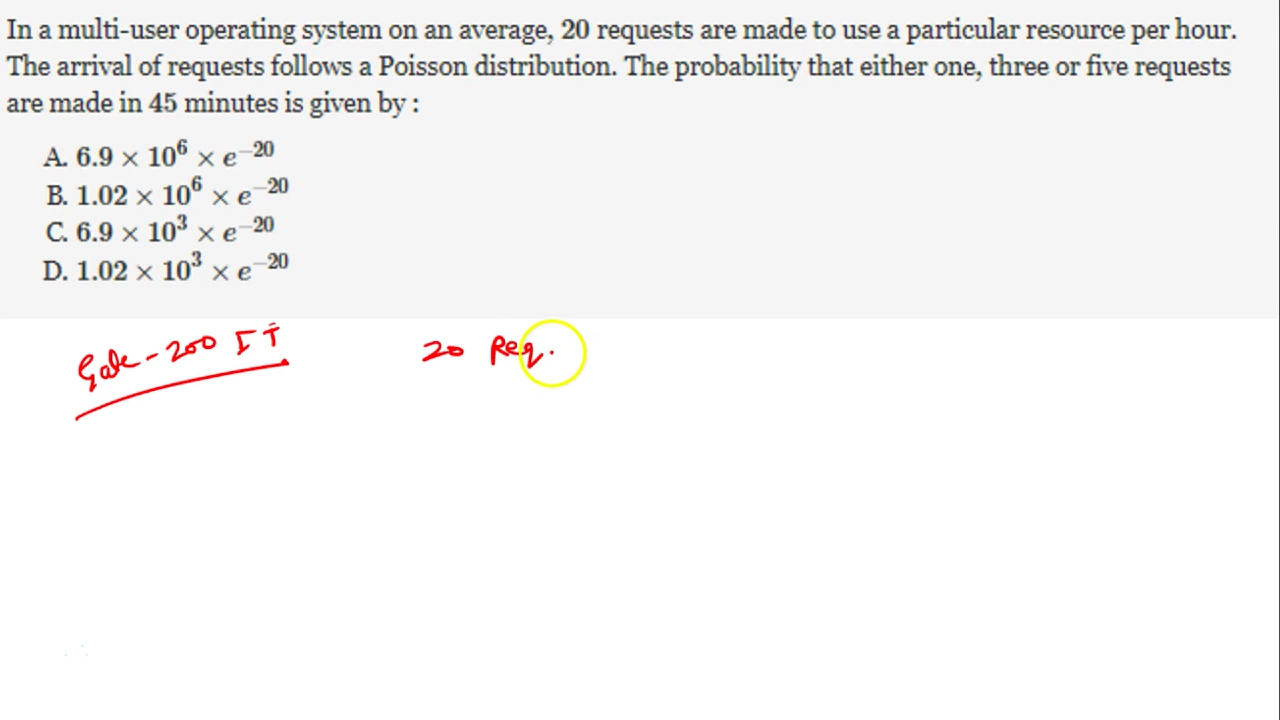 In a multi-user operating system on an average, 20 requests are made to use a particular resource per hour.
The arrival of requests follows a Poisson distribution. The probability that either one, three or five requests
are made in 45 minutes is given by :
A. 6.9 × 10⁶ × e⁻²⁰
B. 1.02 × 10⁶ × e⁻²⁰
C. 6.9 × 10³ × e⁻²⁰
D. 1.02 × 10³ × e⁻²⁰
Gate - 200 IT 20 Req.